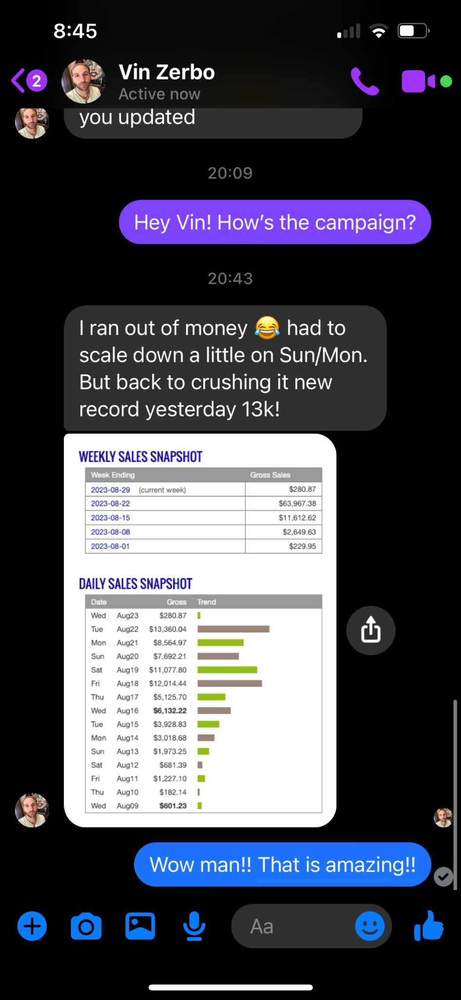 8:45
2
Vin Zerbo
Active now
you updated
20:09
Hey Vin! How's the campaign?
20:43
I ran out of money 😂 had to
scale down a little on Sun/Mon.
But back to crushing it new
record yesterday 13k!
WEEKLY SALES SNAPSHOT
Week Ending Gross Sales
2023-08-29 (current week) $280.87
2023-08-22 $63,967.38
2023-08-15 $11,612.62
2023-08-08 $2,649.63
2023-08-01 $229.95
DAILY SALES SNAPSHOT
Date Gross Trend
Wed Aug23 $280.87
Tue Aug22 $13,360.04
Mon Aug21 $8,564.97
Sun Aug20 $7,692.21
Sat Aug19 $11,077.80
Fri Aug18 $12,014.44
Thu Aug17 $5,125.70
Wed Aug16 $6,132.22
Tue Aug15 $3,928.83
Mon Aug14 $3,018.68
Sun Aug13 $1,973.25
Sat Aug12 $681.39
Fri Aug11 $1,227.10
Thu Aug10 $182.14
Wed Aug09 $601.23
Wow man!! That is amazing!!
Aa